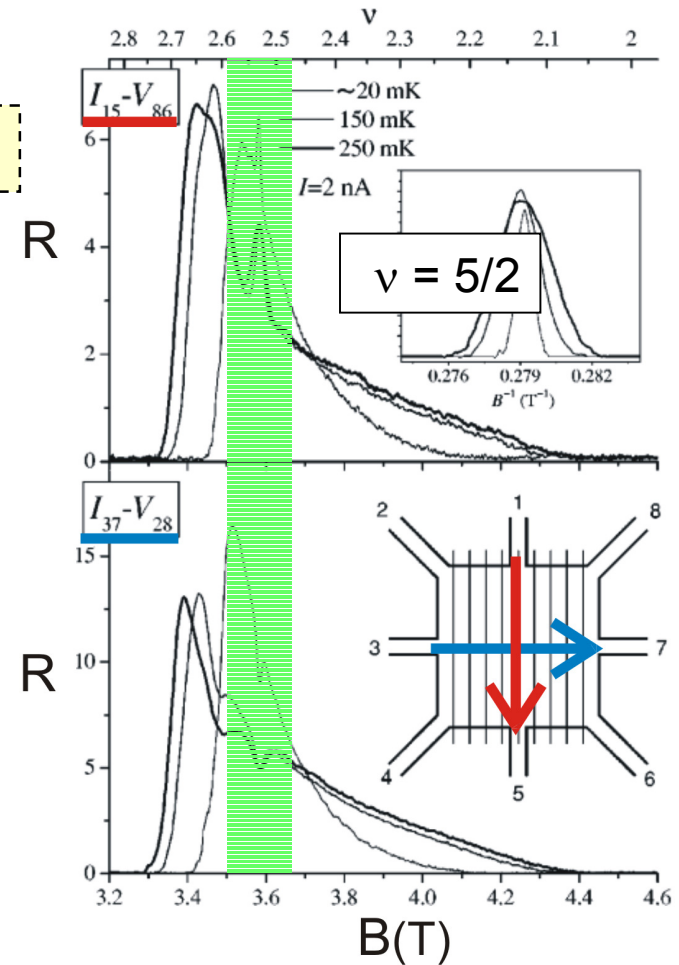 ν
2.8 2.7 2.6 2.5 2.4 2.3 2.2 2.1 2
I15-V86
~20 mK
150 mK
250 mK
I=2 nA
6
4
2
0
R
ν = 5/2
0.276 0.279 0.282
B⁻¹ (T⁻¹)
I37-V28
15
10
5
0
R
1
2
8
3
7
4
6
5
3.2 3.4 3.6 3.8 4.0 4.2 4.4 4.6
B(T)